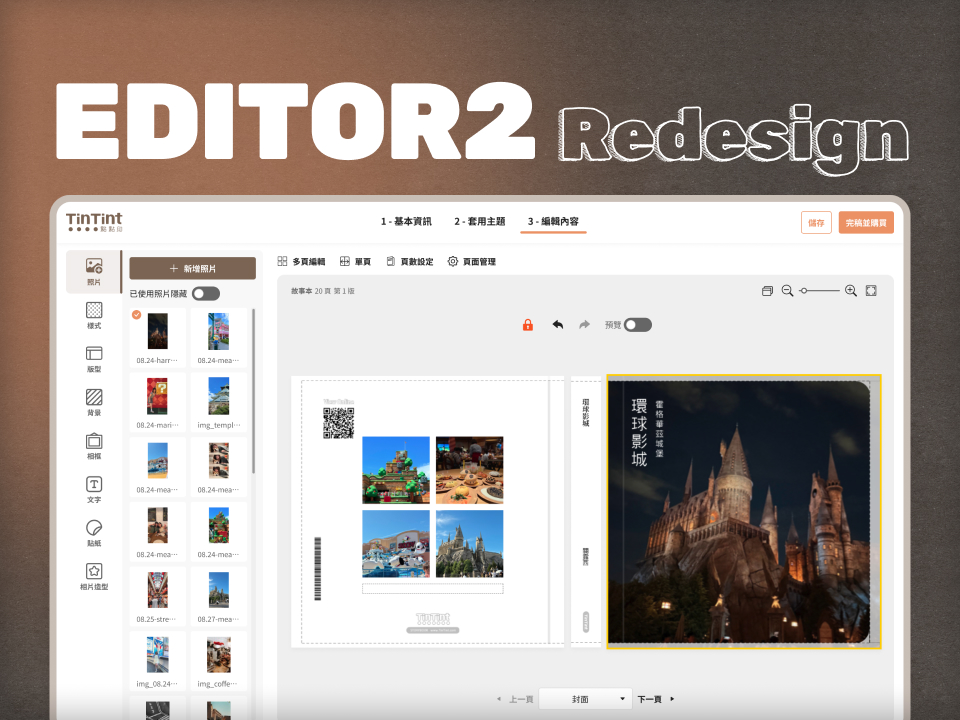 EDITOR2 Redesign
TinTint
點點印
1 - 基本資訊
2 - 套用主題
3 - 編輯內容
儲存
完稿並購買
照片
樣式
版型
背景
相框
文字
貼紙
相片造型
＋ 新增照片
已使用照片隱藏
08.24-harr···
08.24-mea···
08.24-mari···
img_templ···
08.24-mea···
08.24-mea···
08.24-mea···
08.24-mea···
08.25-stre···
08.27-mea···
img_08.24···
img_coffe···
多頁編輯
單頁
頁數設定
頁面管理
故事本 20 頁 第 1 版
預覽
View Online
TinTint
環球影城
環球影城
霍格華茲城堡
上一頁
封面
下一頁